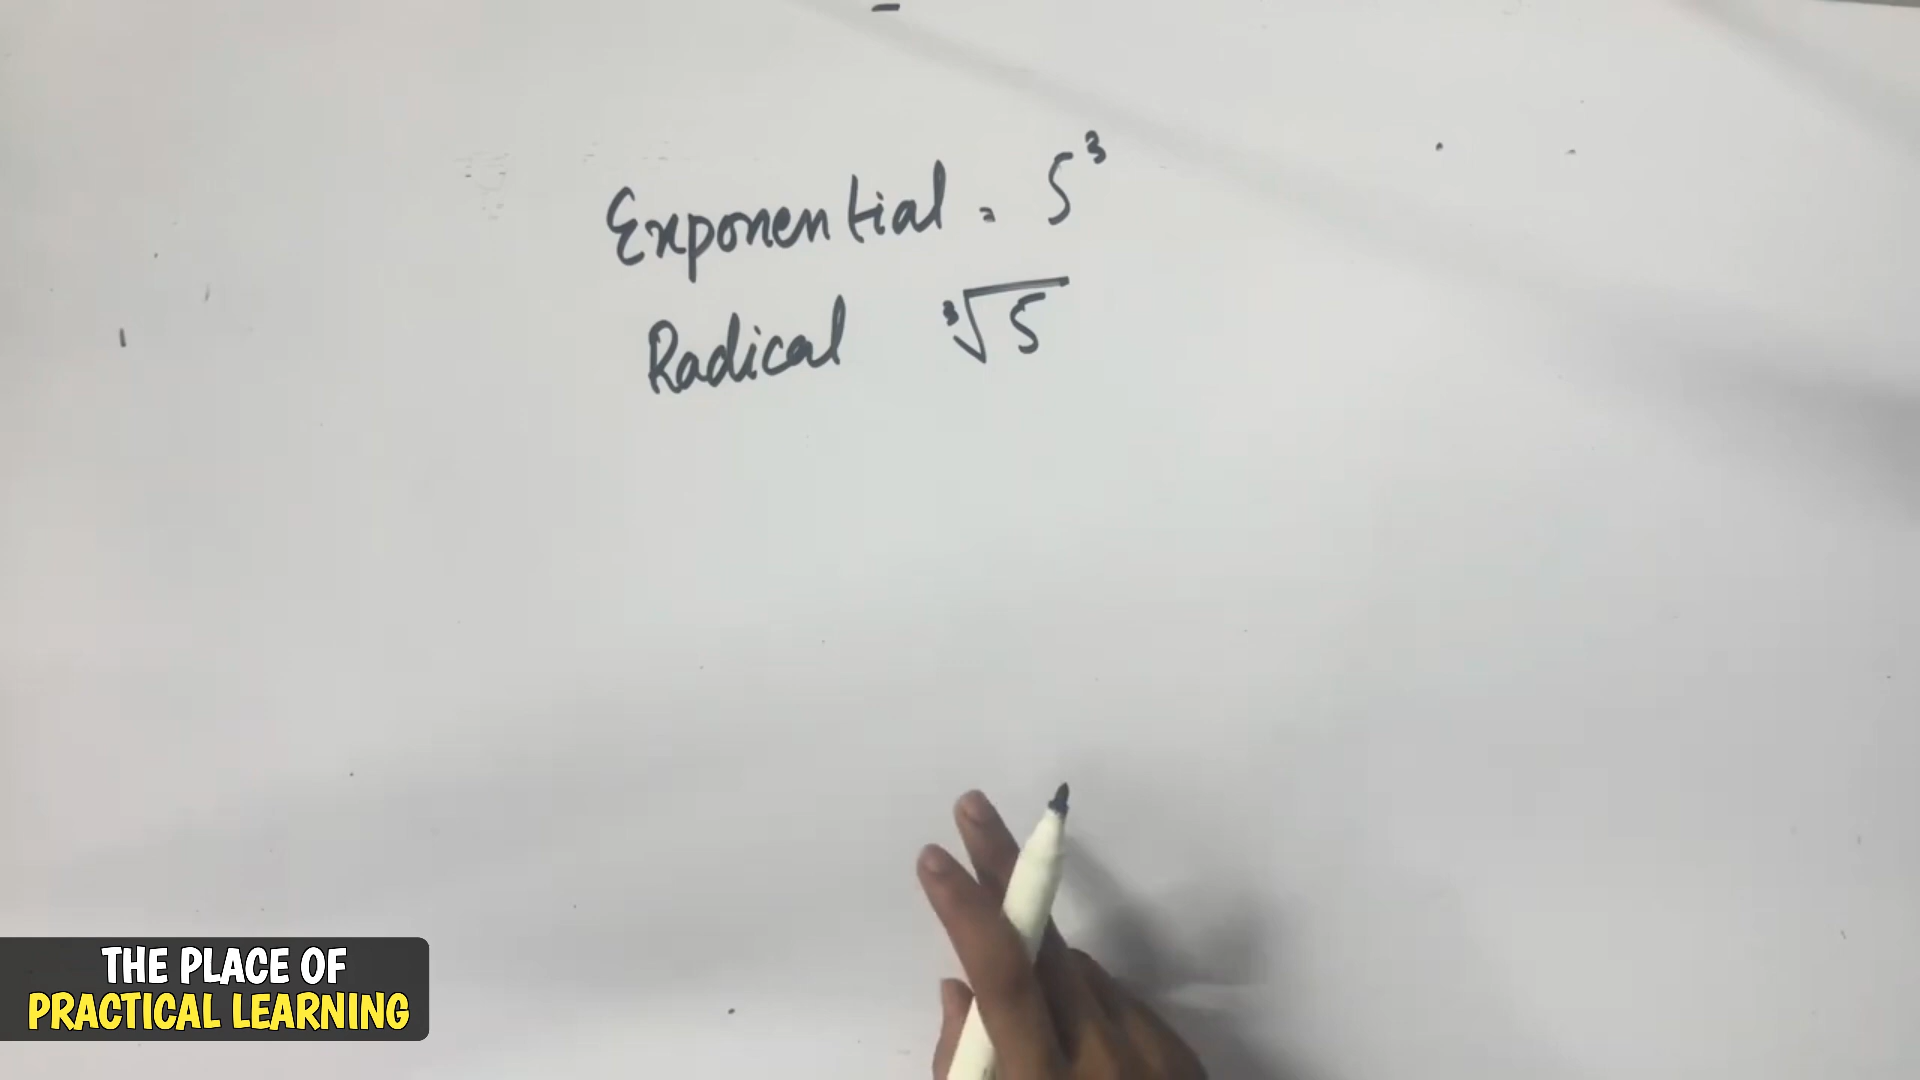 Exponential = 5³
Radical ³√5
THE PLACE OF
PRACTICAL LEARNING